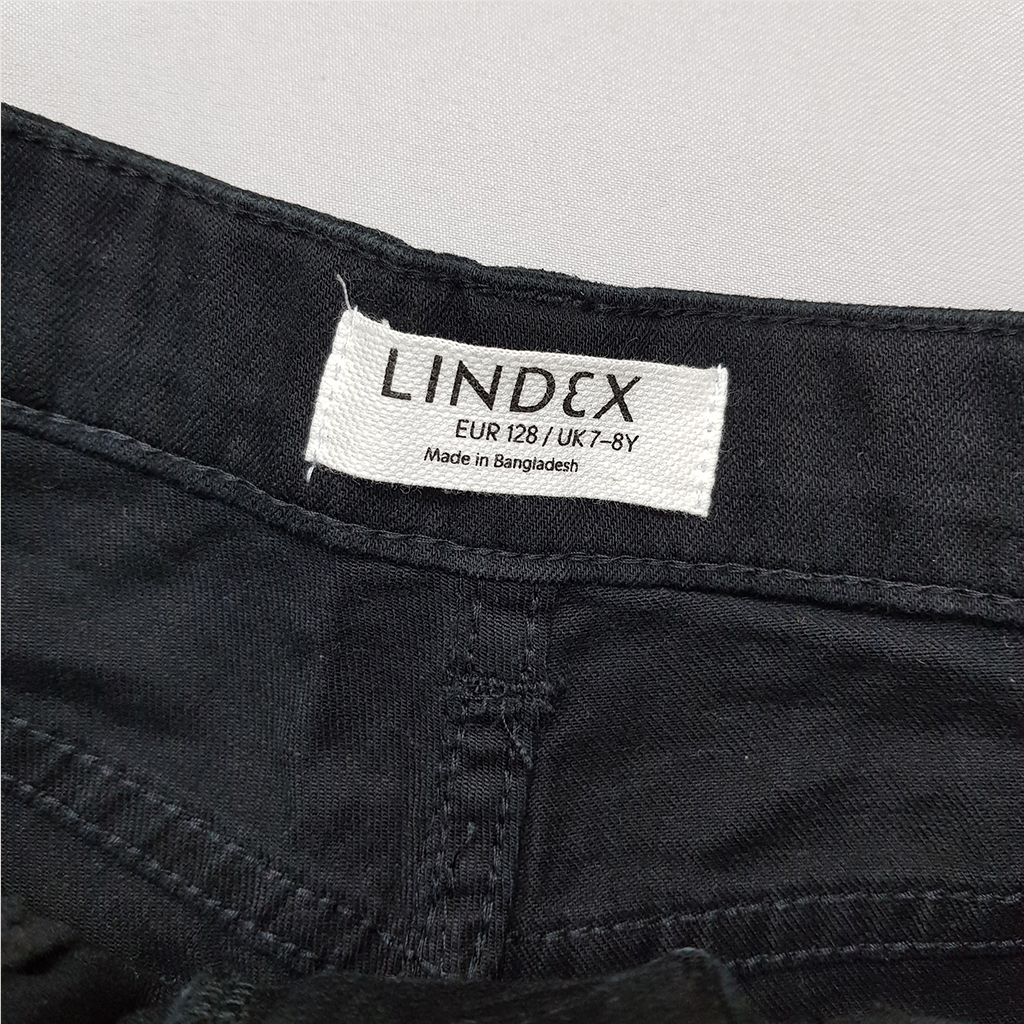 LINDEX
EUR 128 / UK 7–8Y
Made in Bangladesh